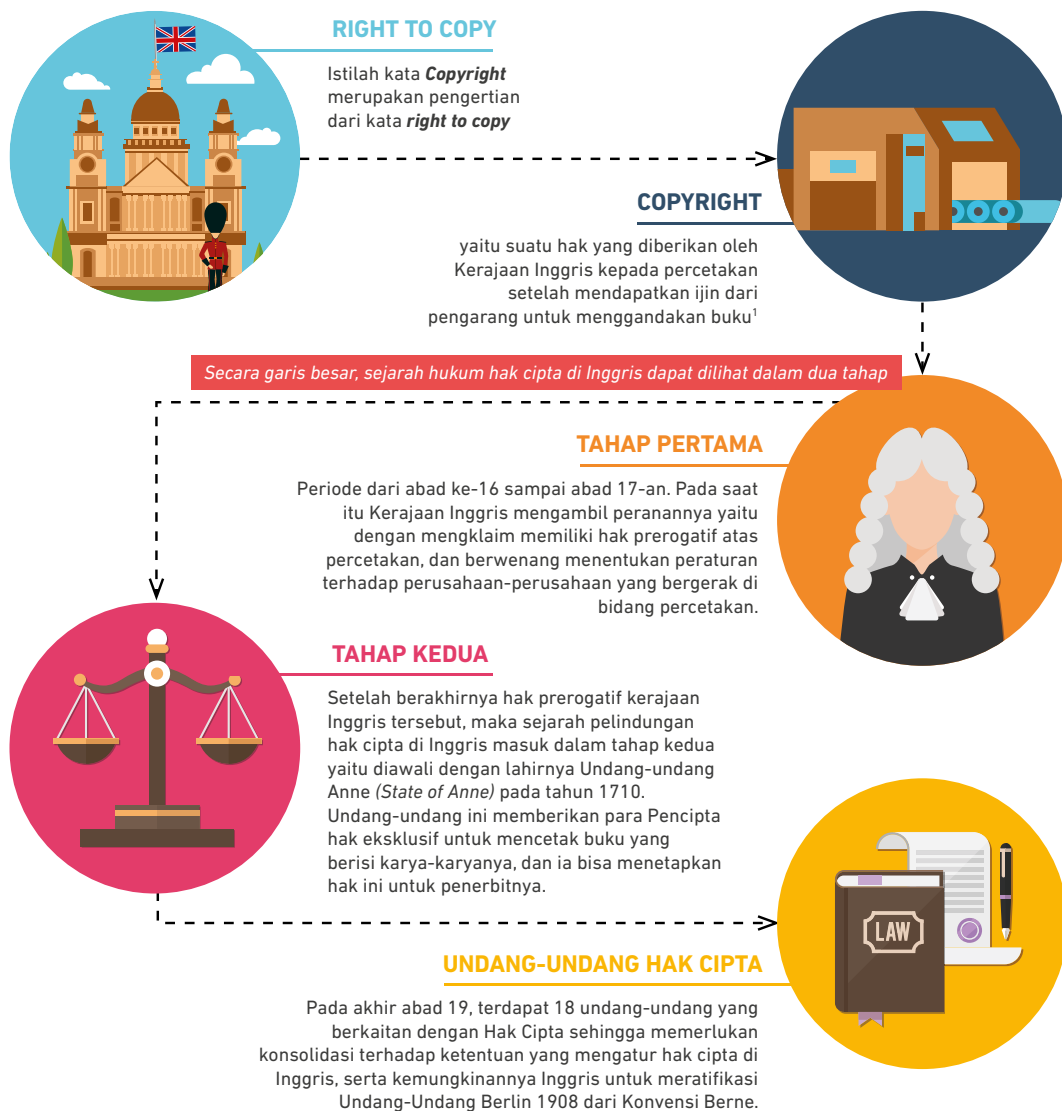 RIGHT TO COPY
Istilah kata Copyright
merupakan pengertian
dari kata right to copy
COPYRIGHT
yaitu suatu hak yang diberikan oleh
Kerajaan Inggris kepada percetakan
setelah mendapatkan ijin dari
pengarang untuk menggandakan buku¹
Secara garis besar, sejarah hukum hak cipta di Inggris dapat dilihat dalam dua tahap
TAHAP PERTAMA
Periode dari abad ke-16 sampai abad 17-an. Pada saat
itu Kerajaan Inggris mengambil peranannya yaitu
dengan mengklaim memiliki hak prerogatif atas
percetakan, dan berwenang menentukan peraturan
terhadap perusahaan-perusahaan yang bergerak di
bidang percetakan.
TAHAP KEDUA
Setelah berakhirnya hak prerogatif kerajaan
Inggris tersebut, maka sejarah pelindungan
hak cipta di Inggris masuk dalam tahap kedua
yaitu diawali dengan lahirnya Undang-undang
Anne (State of Anne) pada tahun 1710.
Undang-undang ini memberikan para Pencipta
hak eksklusif untuk mencetak buku yang
berisi karya-karyanya, dan ia bisa menetapkan
hak ini untuk penerbitnya.
LAW
UNDANG-UNDANG HAK CIPTA
Pada akhir abad 19, terdapat 18 undang-undang yang
berkaitan dengan Hak Cipta sehingga memerlukan
konsolidasi terhadap ketentuan yang mengatur hak cipta di
Inggris, serta kemungkinannya Inggris untuk meratifikasi
Undang-Undang Berlin 1908 dari Konvensi Berne.